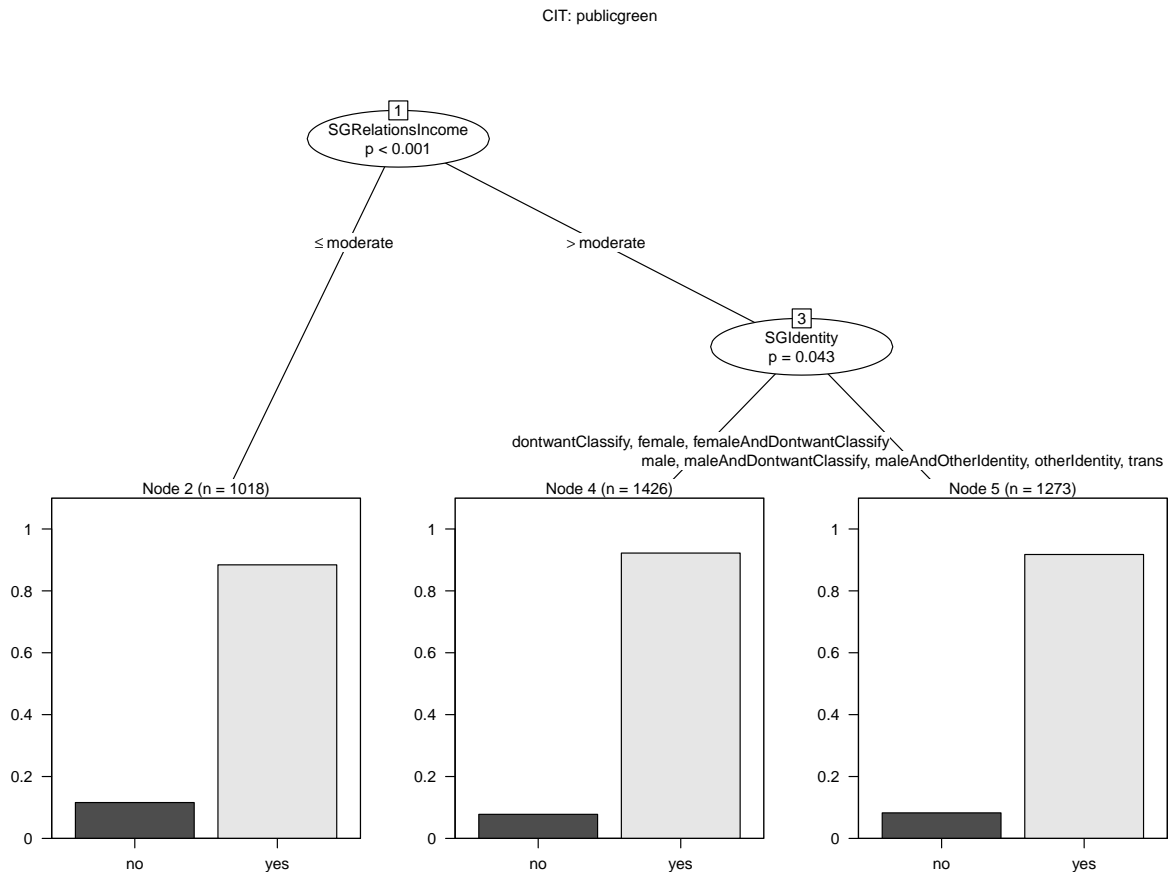 CIT: publicgreen
1
SGRelationsIncome
p < 0.001
≤ moderate
> moderate
3
SGIdentity
p = 0.043
dontwantClassify, female, femaleAndDontwantClassify
male, maleAndDontwantClassify, maleAndOtherIdentity, otherIdentity, trans
Node 2 (n = 1018)
1
0.8
0.6
0.4
0.2
0
no
yes
Node 4 (n = 1426)
1
0.8
0.6
0.4
0.2
0
no
yes
Node 5 (n = 1273)
1
0.8
0.6
0.4
0.2
0
no
yes